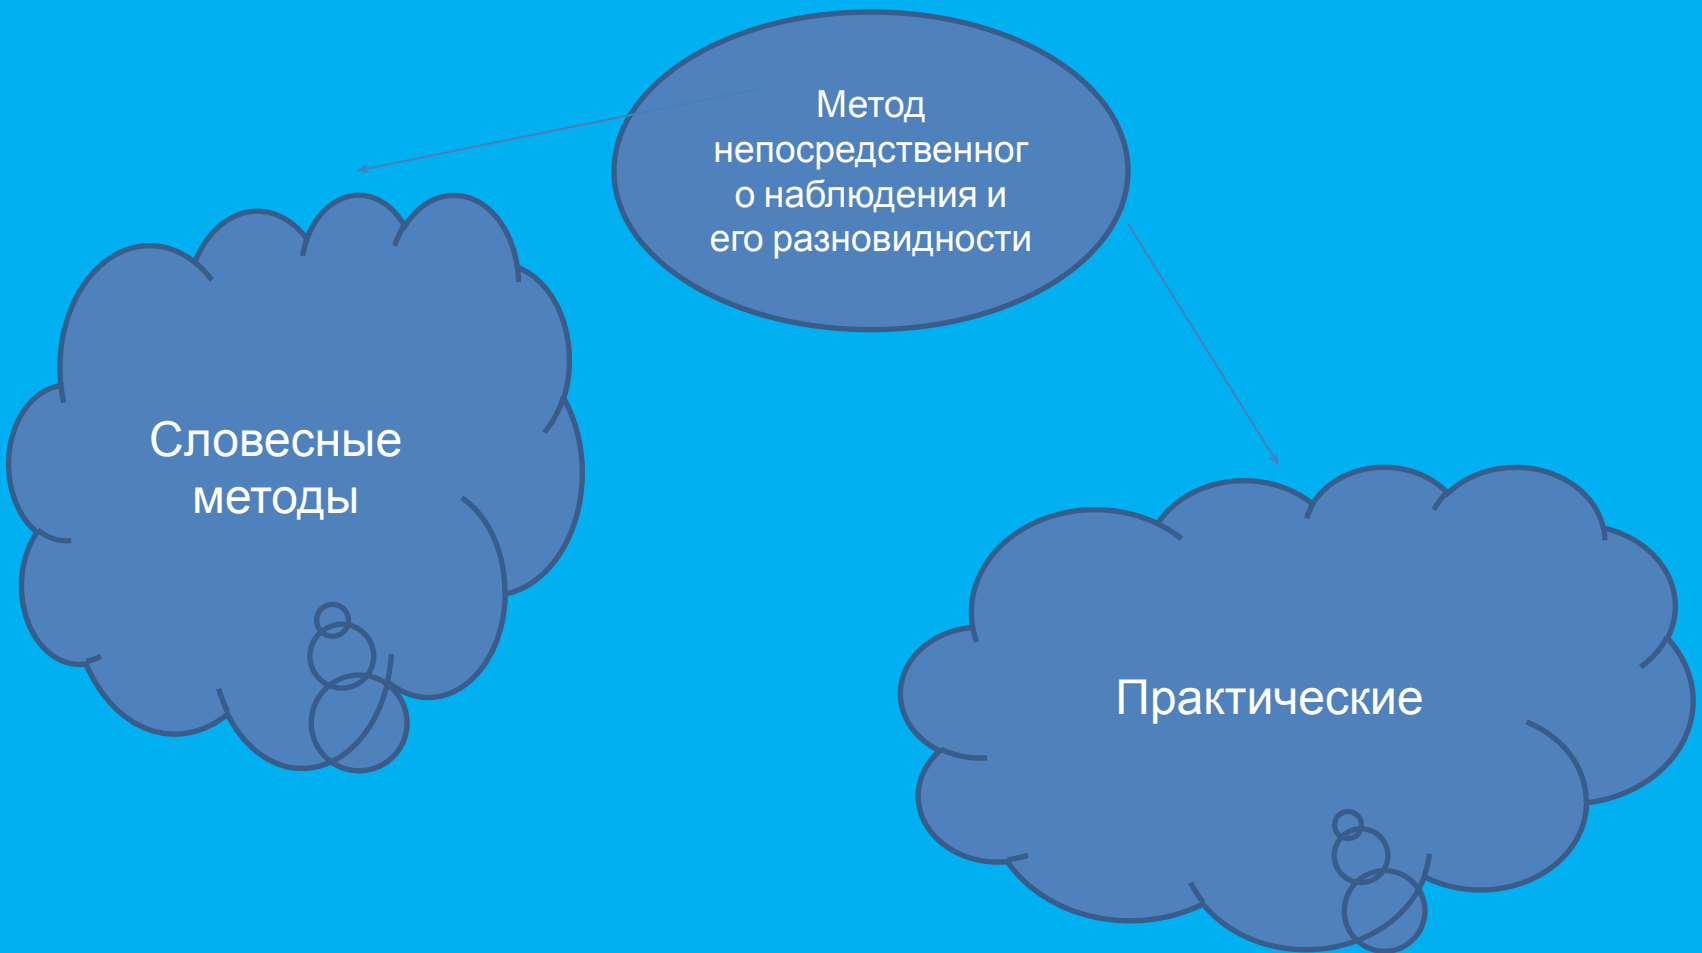 Метод
непосредственног
о наблюдения и
его разновидности
Словесные
методы
Практические